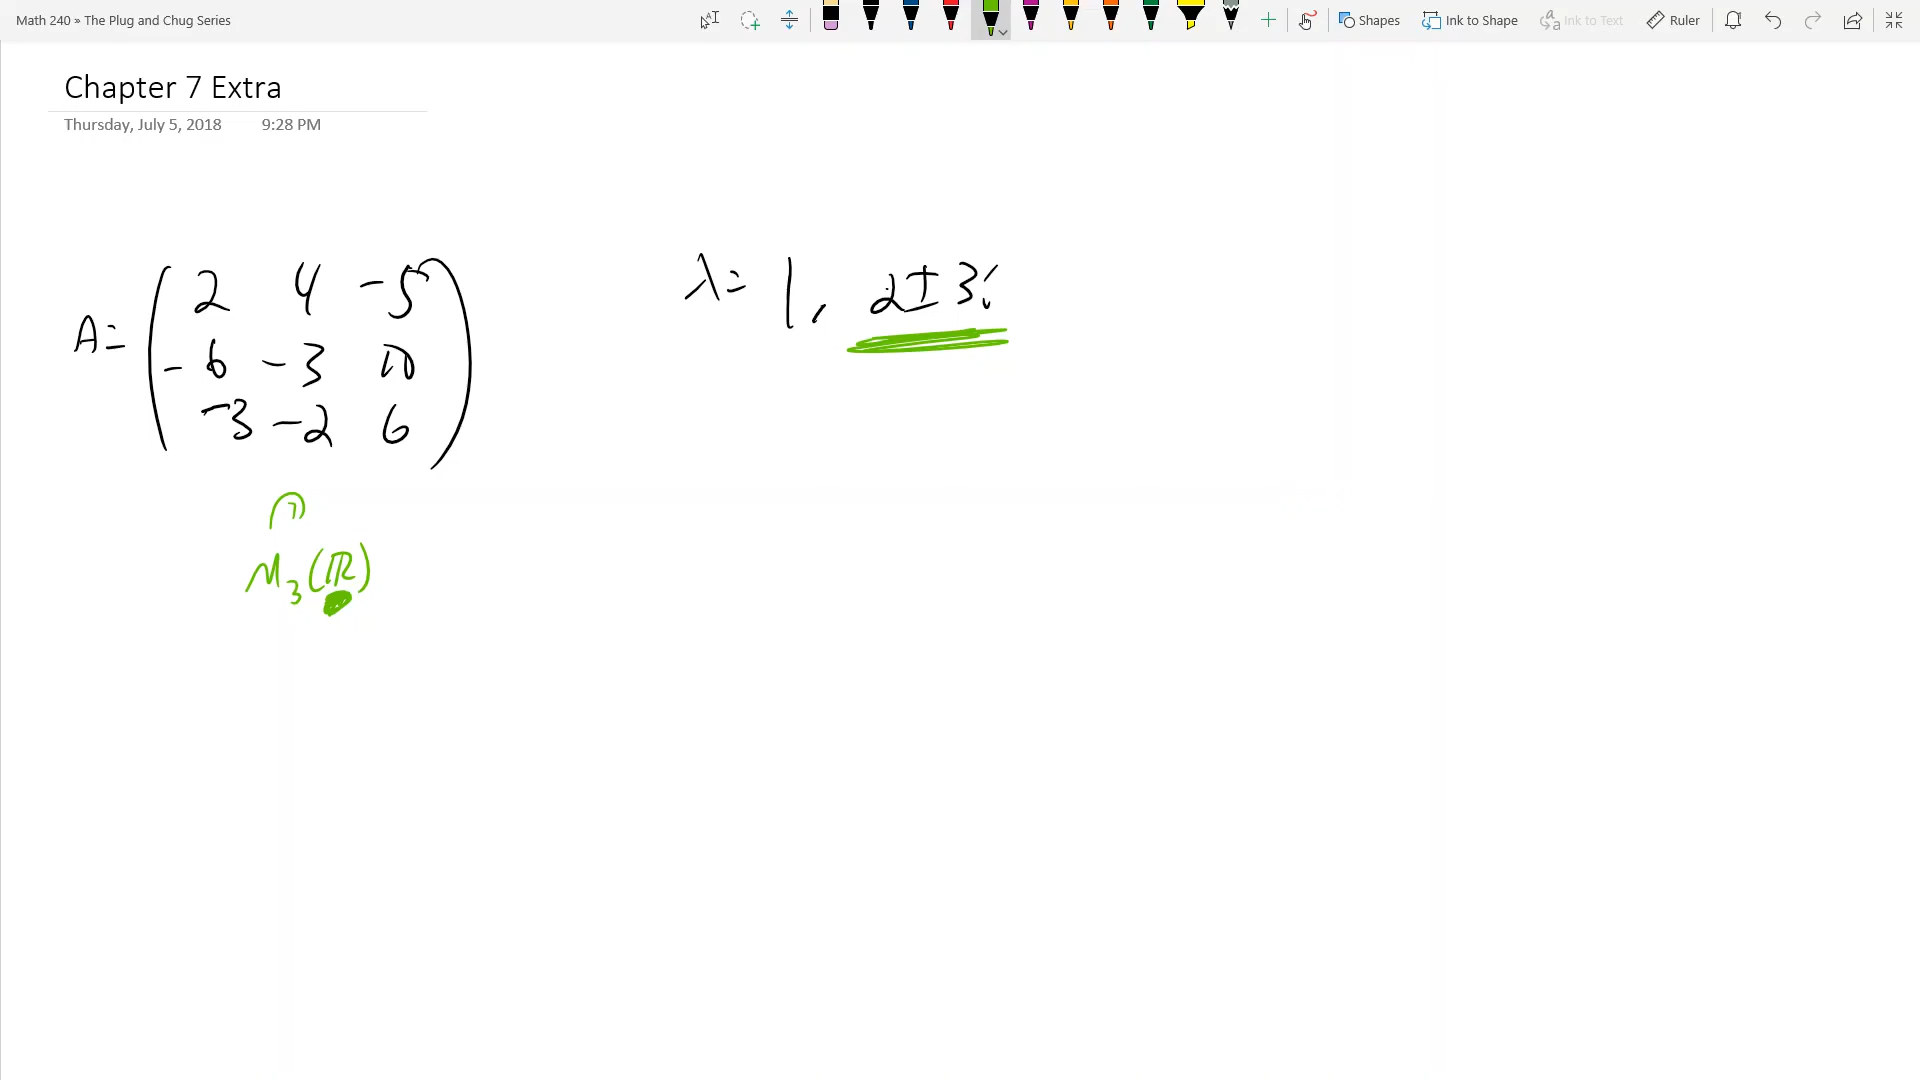 Math 240 » The Plug and Chug Series
Shapes
Ink to Shape
Ink to Text
Ruler
Chapter 7 Extra
Thursday, July 5, 2018 9:28 PM
A = ( 2 4 -5
-6 -3 10
-3 -2 6 )
λ = 1, 2 ± 3i
M₃(ℝ)